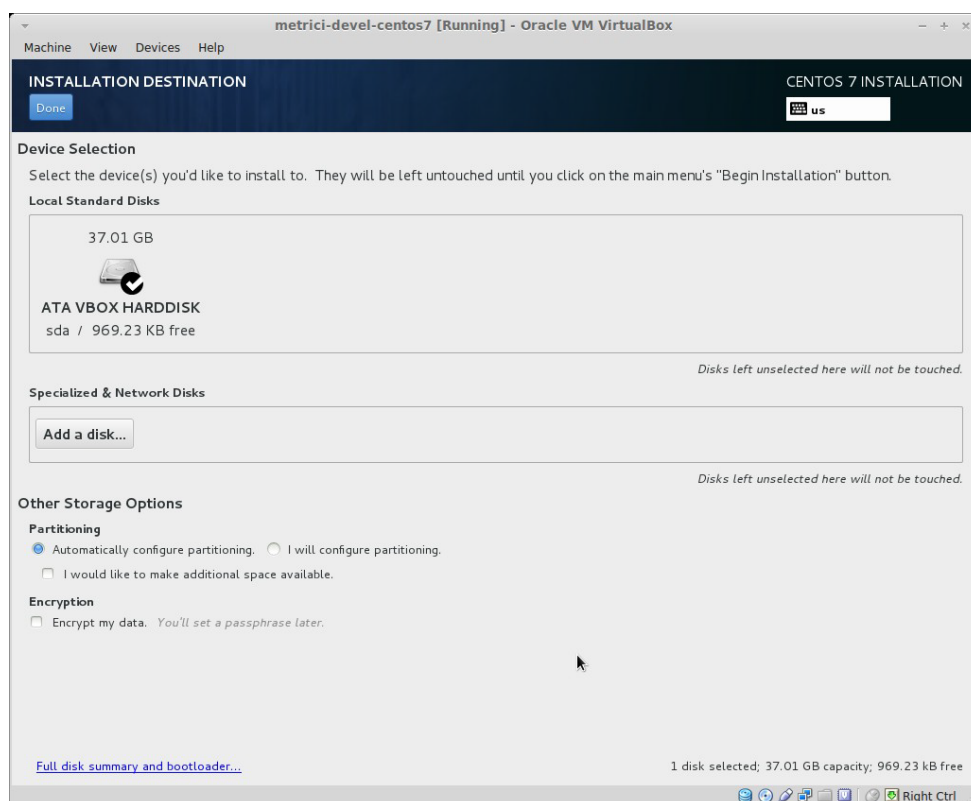 metrici-devel-centos7 [Running] - Oracle VM VirtualBox
Machine View Devices Help
INSTALLATION DESTINATION
CENTOS 7 INSTALLATION
Done
us
Device Selection
Select the device(s) you'd like to install to. They will be left untouched until you click on the main menu's "Begin Installation" button.
Local Standard Disks
37.01 GB
ATA VBOX HARDDISK
sda / 969.23 KB free
Disks left unselected here will not be touched.
Specialized & Network Disks
Add a disk...
Disks left unselected here will not be touched.
Other Storage Options
Partitioning
Automatically configure partitioning. I will configure partitioning.
I would like to make additional space available.
Encryption
Encrypt my data. You'll set a passphrase later.
Full disk summary and bootloader...
1 disk selected; 37.01 GB capacity; 969.23 kB free
Right Ctrl